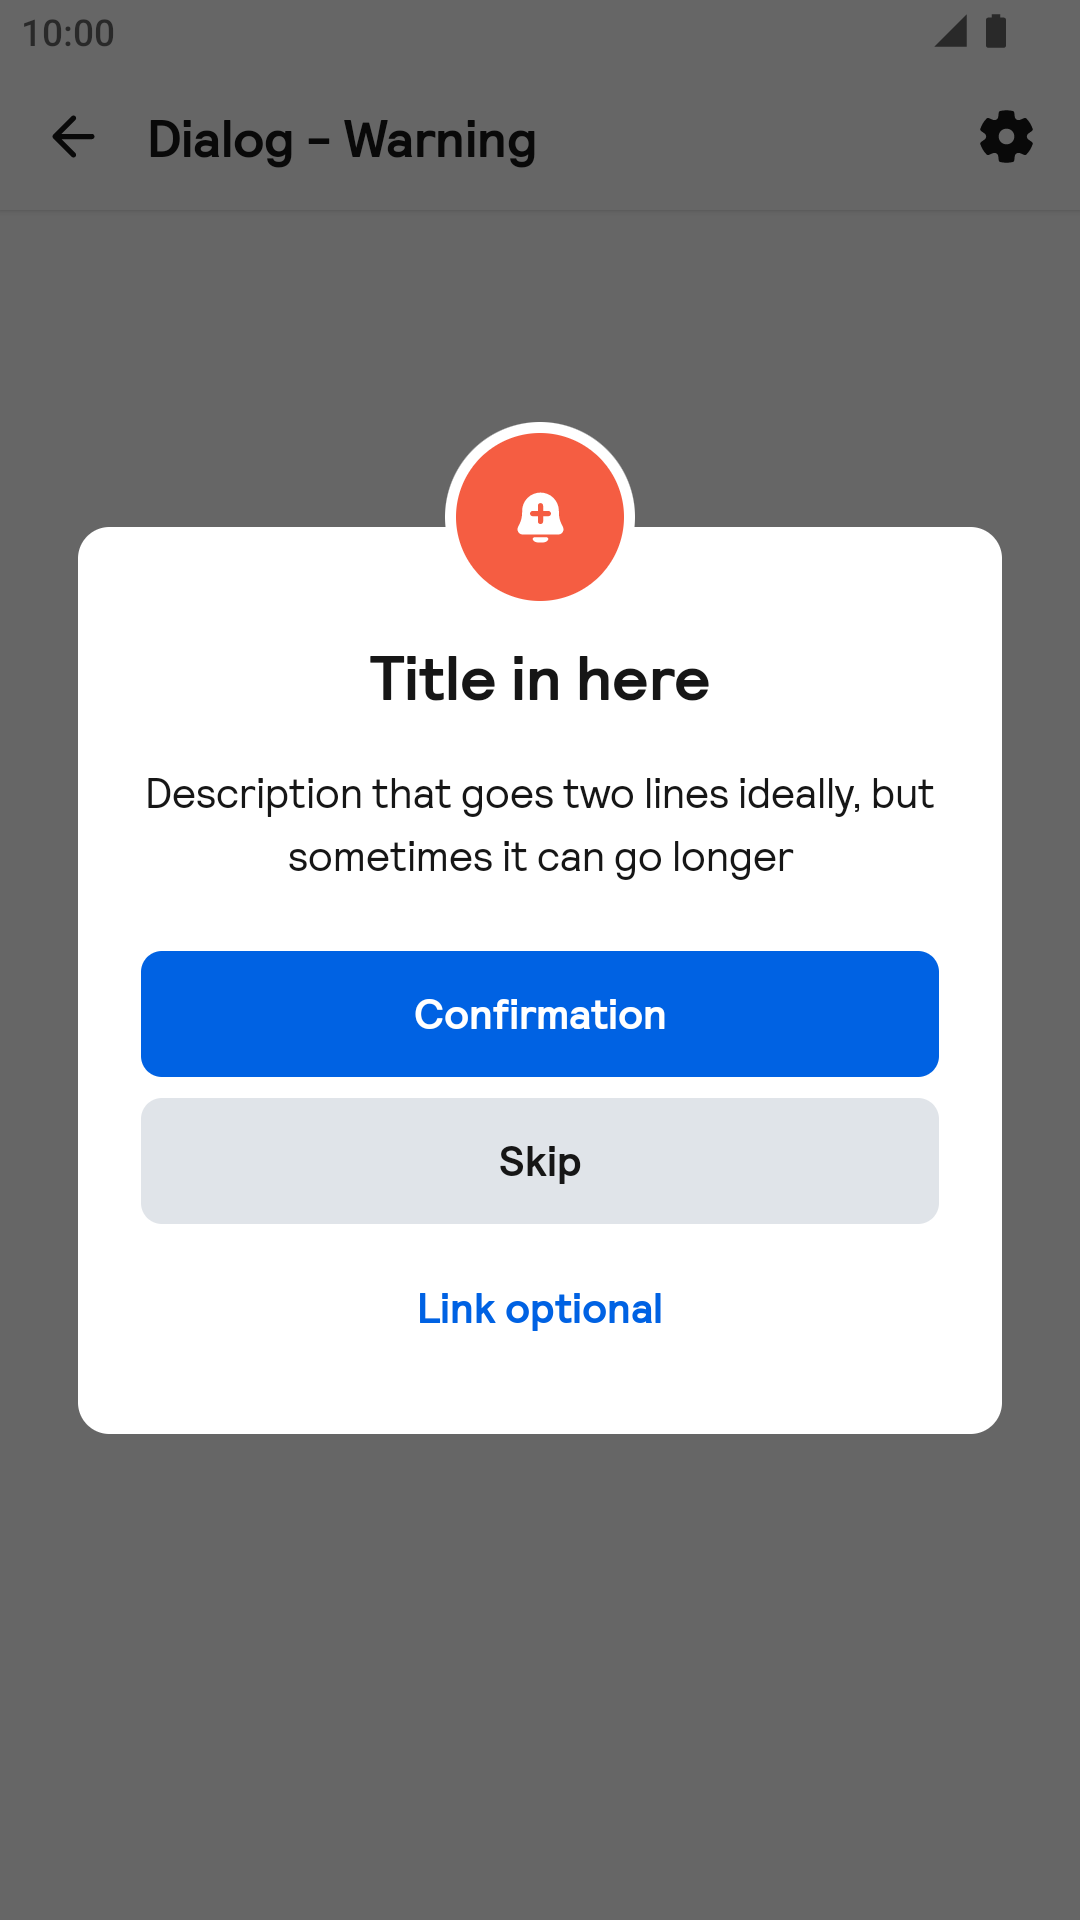 10:00
Dialog - Warning
Title in here
Description that goes two lines ideally, but
sometimes it can go longer
Confirmation
Skip
Link optional